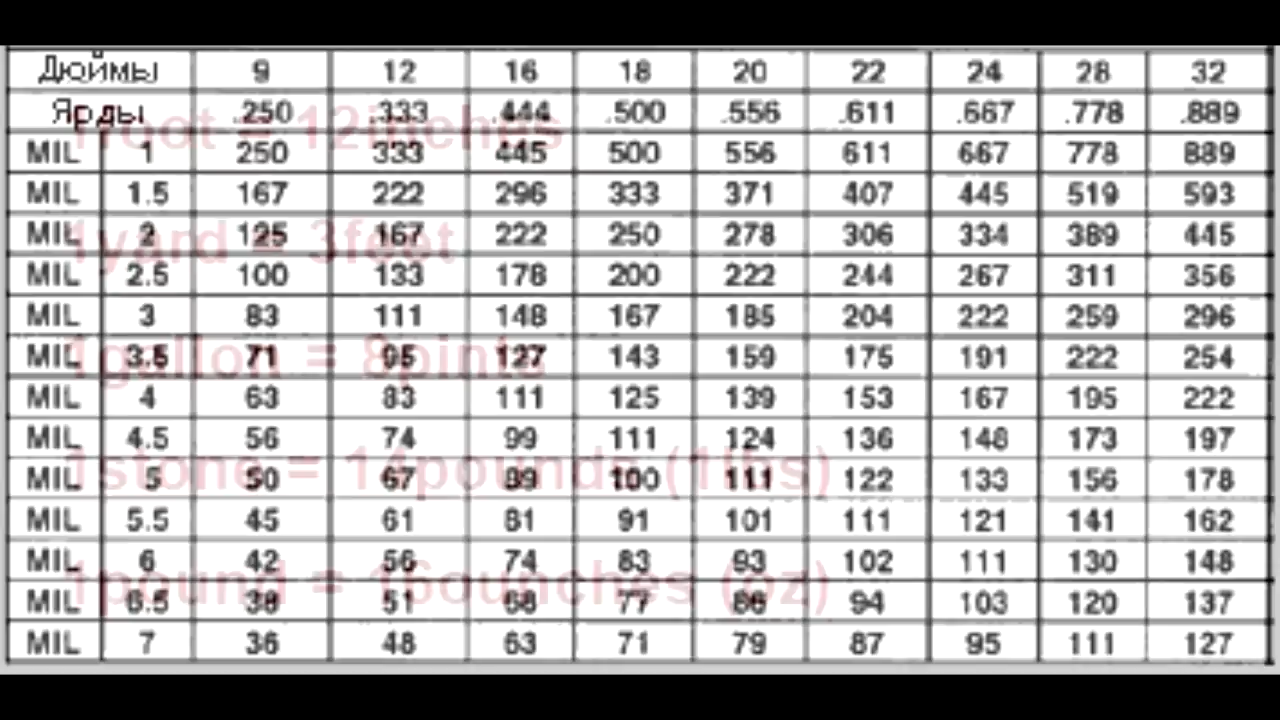 Дюймы 9 12 16 18 20 22 24 28 32
Ярды .250 .333 .444 .500 .556 .611 .667 .778 .889
MIL 1 250 333 445 500 556 611 667 778 889
MIL 1.5 167 222 296 333 371 407 445 519 593
MIL 2 125 167 222 250 278 306 334 389 445
MIL 2.5 100 133 178 200 222 244 267 311 356
MIL 3 83 111 148 167 185 204 222 259 296
MIL 3.5 71 95 127 143 159 175 191 222 254
MIL 4 63 83 111 125 139 153 167 195 222
MIL 4.5 56 74 99 111 124 136 148 173 197
MIL 5 50 67 89 100 111 122 133 156 178
MIL 5.5 45 61 81 91 101 111 121 141 162
MIL 6 42 56 74 83 93 102 111 130 148
MIL 6.5 38 51 68 77 86 94 103 120 137
MIL 7 36 48 63 71 79 87 95 111 127
1foot = 12inches
1yard = 3feet
1gallon = 8pints
1stone = 14pounds (1lbs)
1pound = 16ounches (oz)